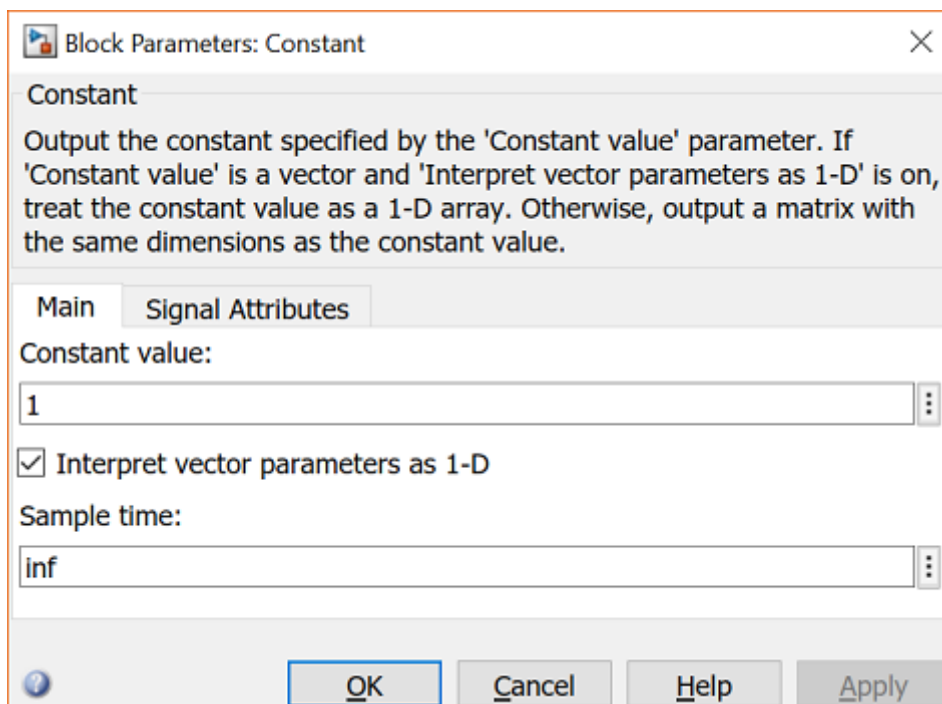 Block Parameters: Constant
Constant
Output the constant specified by the 'Constant value' parameter. If
'Constant value' is a vector and 'Interpret vector parameters as 1-D' is on,
treat the constant value as a 1-D array. Otherwise, output a matrix with
the same dimensions as the constant value.
Main Signal Attributes
Constant value:
1
Interpret vector parameters as 1-D
Sample time:
inf
OK Cancel Help Apply